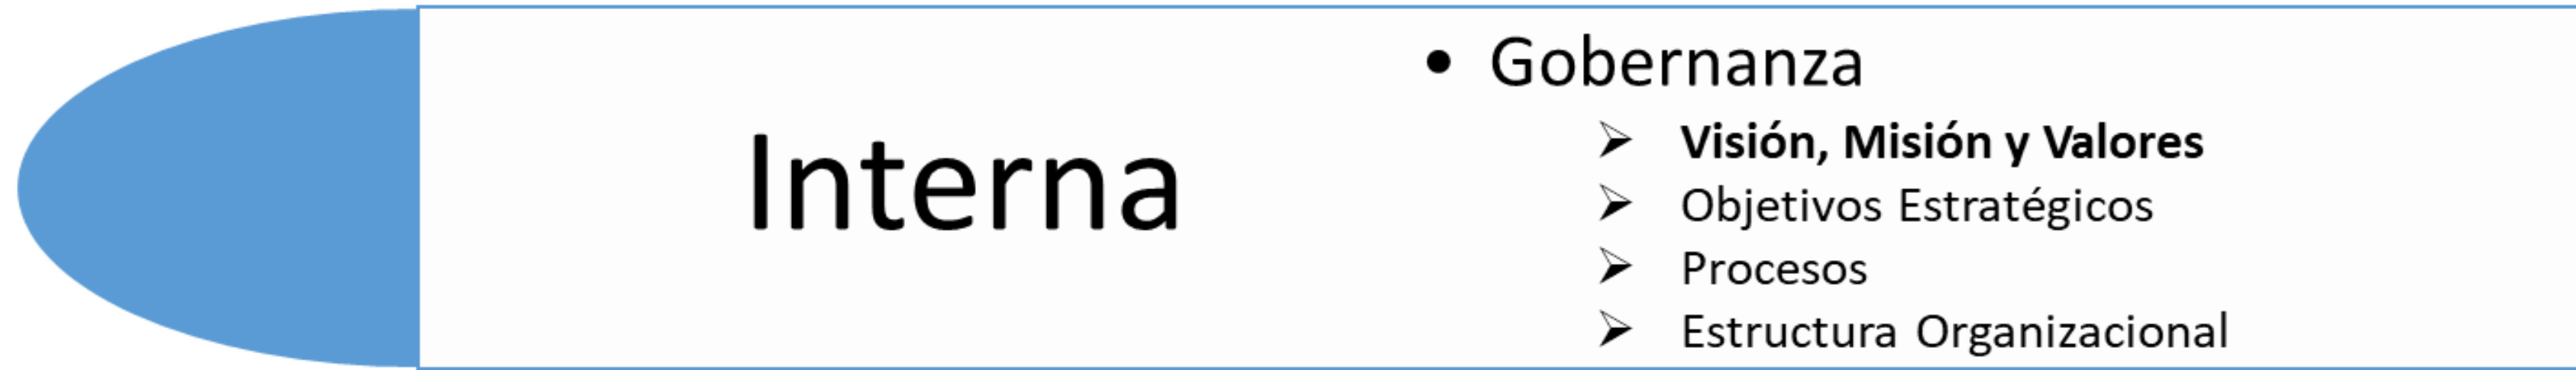 Interna
• Gobernanza
➢ Visión, Misión y Valores
➢ Objetivos Estratégicos
➢ Procesos
➢ Estructura Organizacional